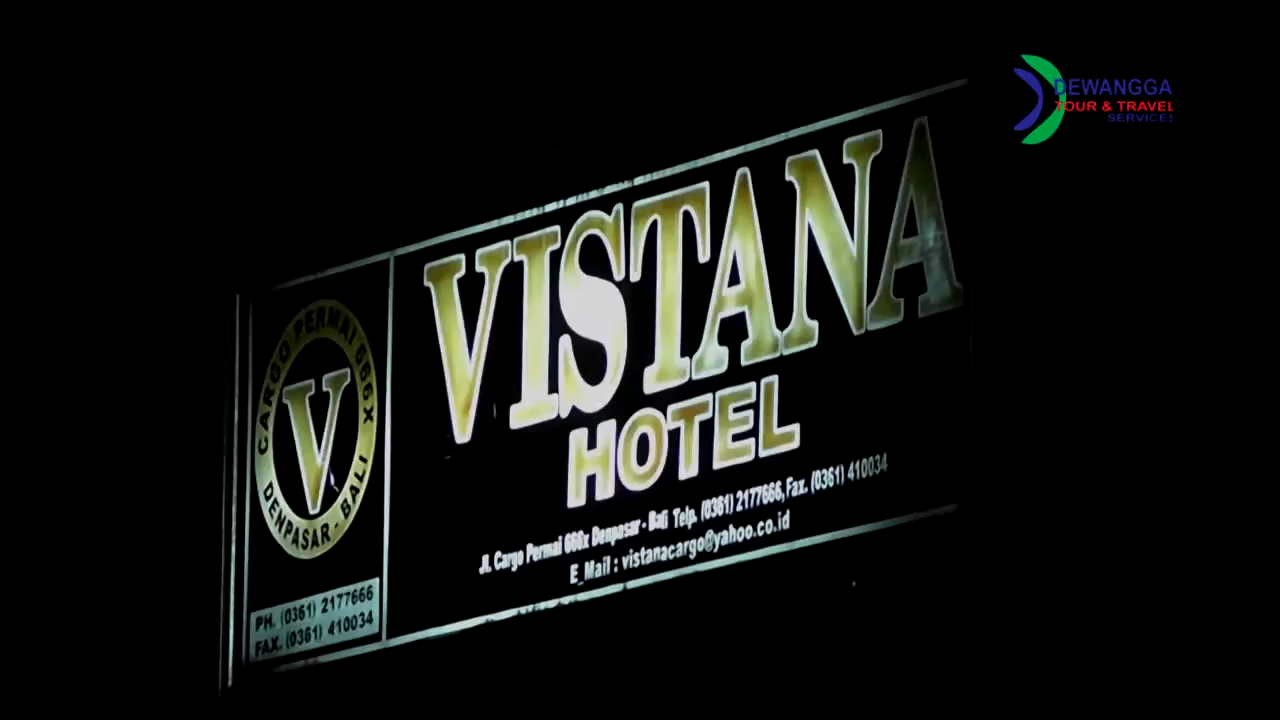 DEWANGGA
TOUR & TRAVEL
SERVICES
VISTANA
HOTEL
Jl. Cargo Permai 666x Denpasar - Bali Telp. (0361) 2177666, Fax. (0361) 410034
E_Mail : vistanacargo@yahoo.co.id
CARGO PERMAI 666 X
V
DENPASAR - BALI
PH. (0361) 2177666
FAX. (0361) 410034